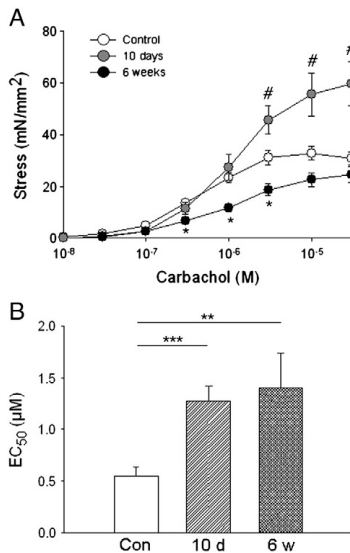 A
Stress (mN/mm²)
80
60
40
20
0
Control
10 days
6 weeks
# # #
* * *
10⁻⁸ 10⁻⁷ 10⁻⁶ 10⁻⁵
Carbachol (M)
B
EC₅₀ (µM)
2.0
1.5
1.0
0.5
0.0
**
***
Con 10 d 6 w